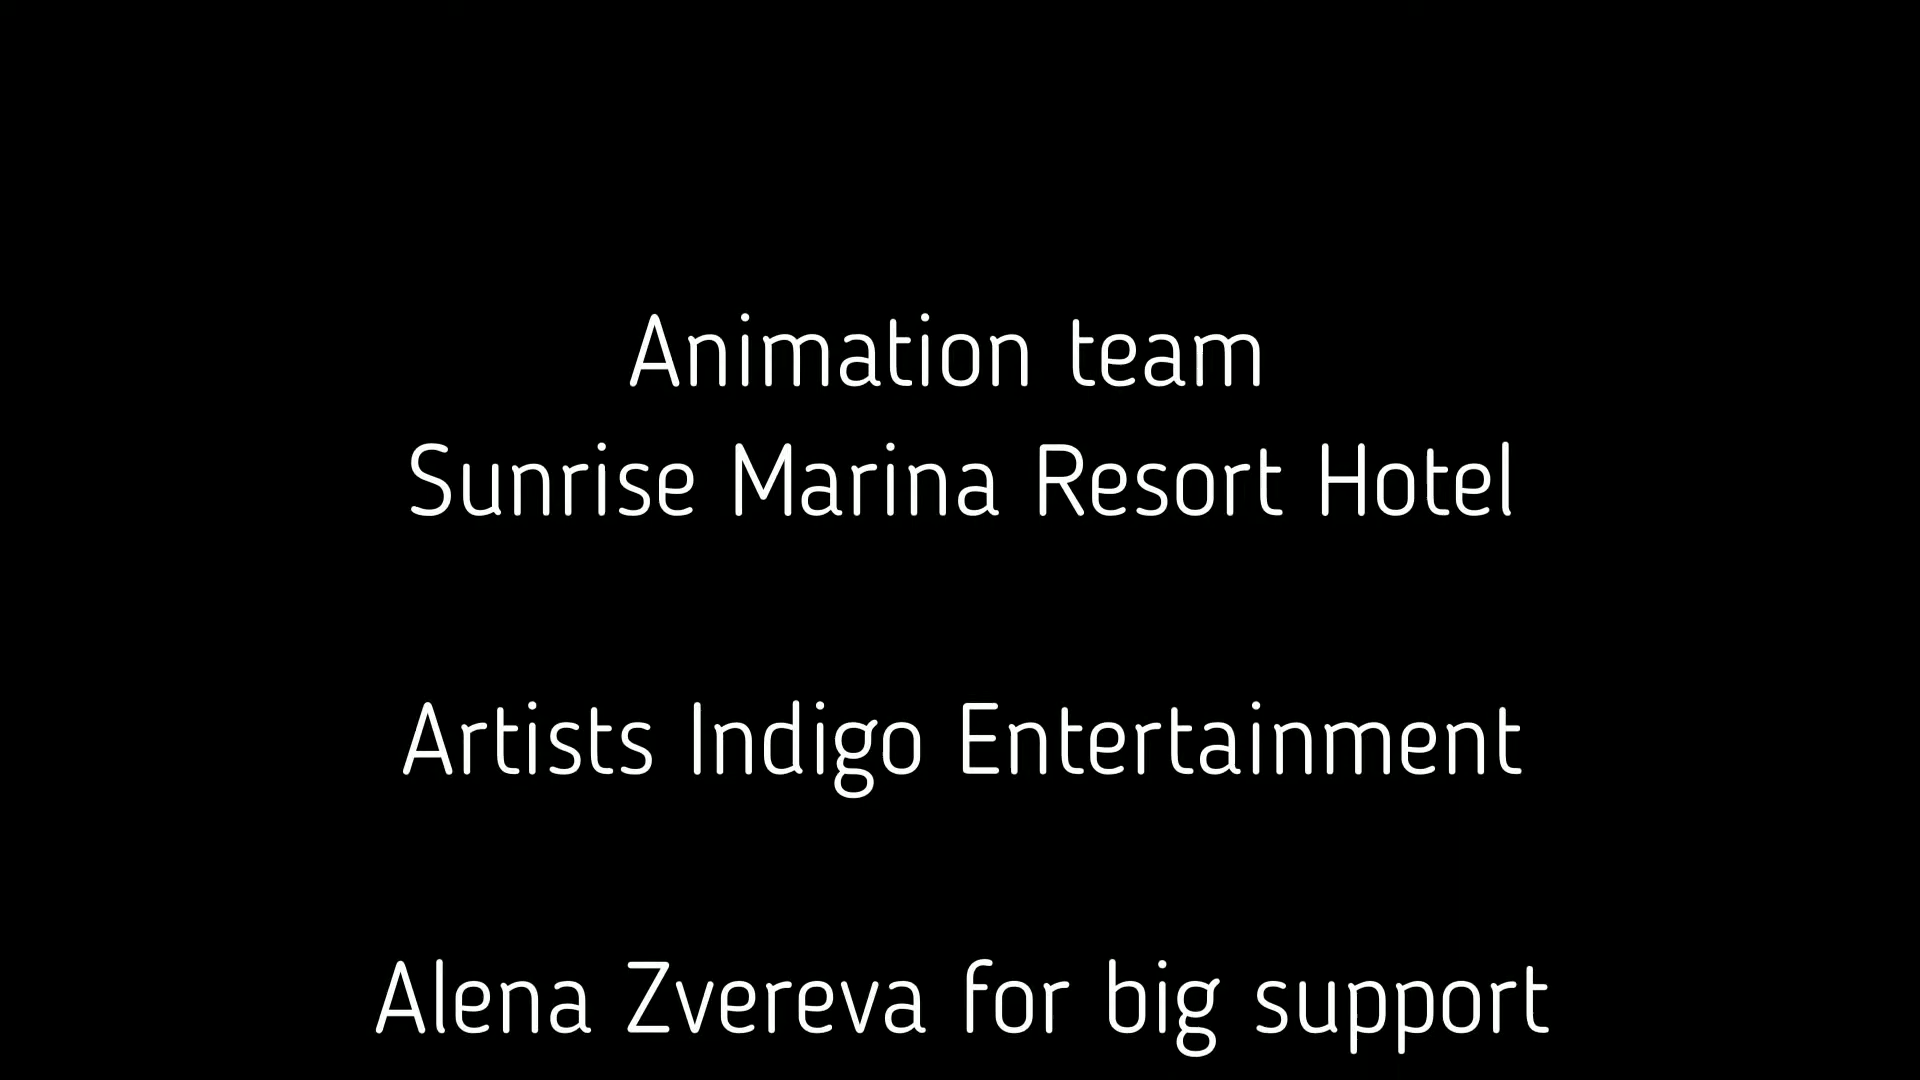 Animation team
Sunrise Marina Resort Hotel
Artists Indigo Entertainment
Alena Zvereva for big support